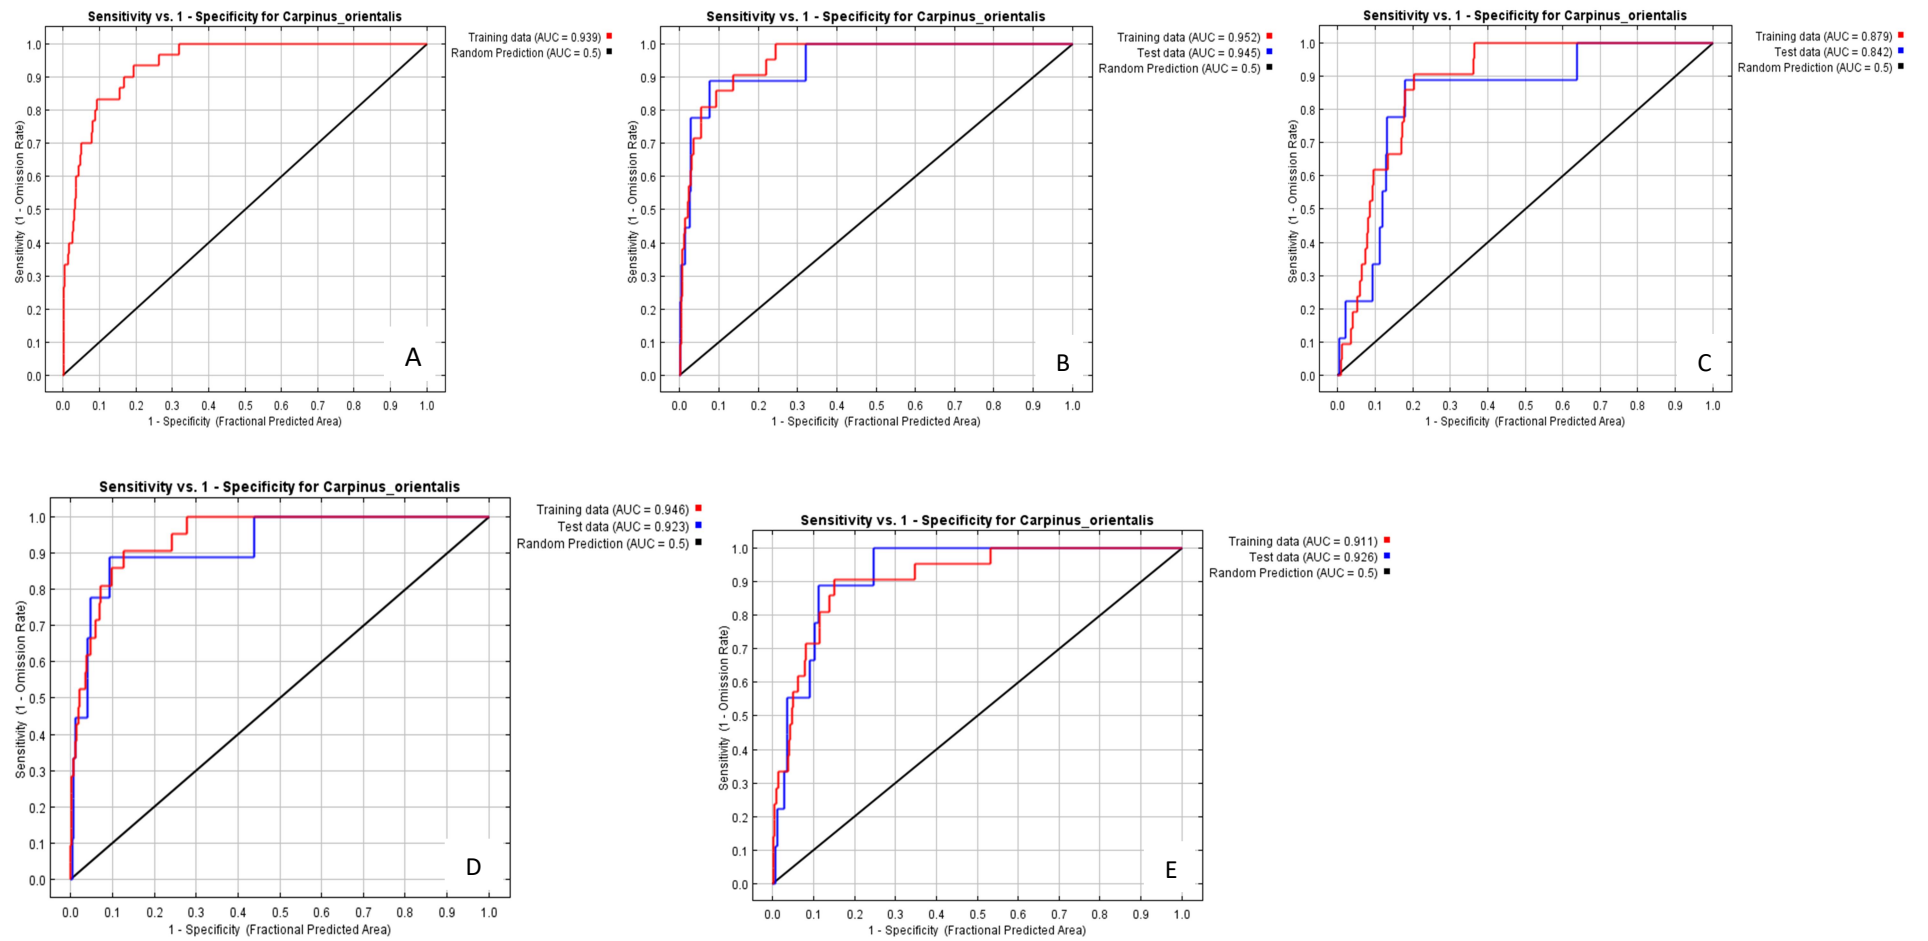 Sensitivity vs. 1 - Specificity for Carpinus_orientalis
Training data (AUC = 0.939)
Random Prediction (AUC = 0.5)
Sensitivity (1 - Omission Rate)
1.0
0.9
0.8
0.7
0.6
0.5
0.4
0.3
0.2
0.1
0.0
A
0.0 0.1 0.2 0.3 0.4 0.5 0.6 0.7 0.8 0.9 1.0
1 - Specificity (Fractional Predicted Area)
Sensitivity vs. 1 - Specificity for Carpinus_orientalis
Training data (AUC = 0.952)
Test data (AUC = 0.945)
Random Prediction (AUC = 0.5)
Sensitivity (1 - Omission Rate)
1.0
0.9
0.8
0.7
0.6
0.5
0.4
0.3
0.2
0.1
0.0
B
0.0 0.1 0.2 0.3 0.4 0.5 0.6 0.7 0.8 0.9 1.0
1 - Specificity (Fractional Predicted Area)
Sensitivity vs. 1 - Specificity for Carpinus_orientalis
Training data (AUC = 0.879)
Test data (AUC = 0.842)
Random Prediction (AUC = 0.5)
Sensitivity (1 - Omission Rate)
1.0
0.9
0.8
0.7
0.6
0.5
0.4
0.3
0.2
0.1
0.0
C
0.0 0.1 0.2 0.3 0.4 0.5 0.6 0.7 0.8 0.9 1.0
1 - Specificity (Fractional Predicted Area)
Sensitivity vs. 1 - Specificity for Carpinus_orientalis
Training data (AUC = 0.946)
Test data (AUC = 0.923)
Random Prediction (AUC = 0.5)
Sensitivity (1 - Omission Rate)
1.0
0.9
0.8
0.7
0.6
0.5
0.4
0.3
0.2
0.1
0.0
D
0.0 0.1 0.2 0.3 0.4 0.5 0.6 0.7 0.8 0.9 1.0
1 - Specificity (Fractional Predicted Area)
Sensitivity vs. 1 - Specificity for Carpinus_orientalis
Training data (AUC = 0.911)
Test data (AUC = 0.926)
Random Prediction (AUC = 0.5)
Sensitivity (1 - Omission Rate)
1.0
0.9
0.8
0.7
0.6
0.5
0.4
0.3
0.2
0.1
0.0
E
0.0 0.1 0.2 0.3 0.4 0.5 0.6 0.7 0.8 0.9 1.0
1 - Specificity (Fractional Predicted Area)